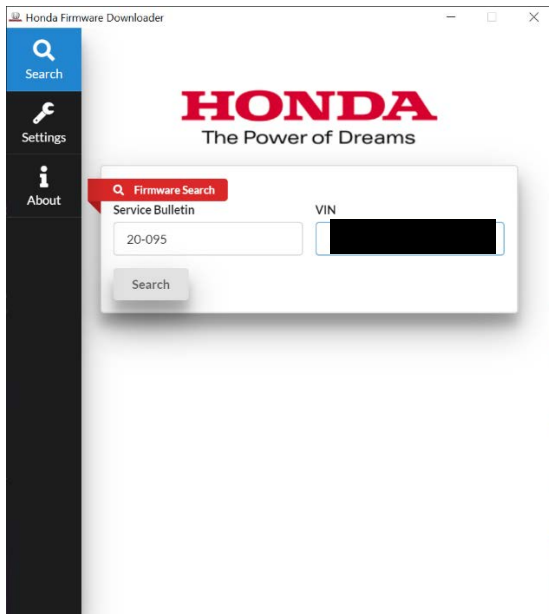 Honda Firmware Downloader
Search
Settings
About
HONDA
The Power of Dreams
Firmware Search
Service Bulletin
VIN
20-095
Search